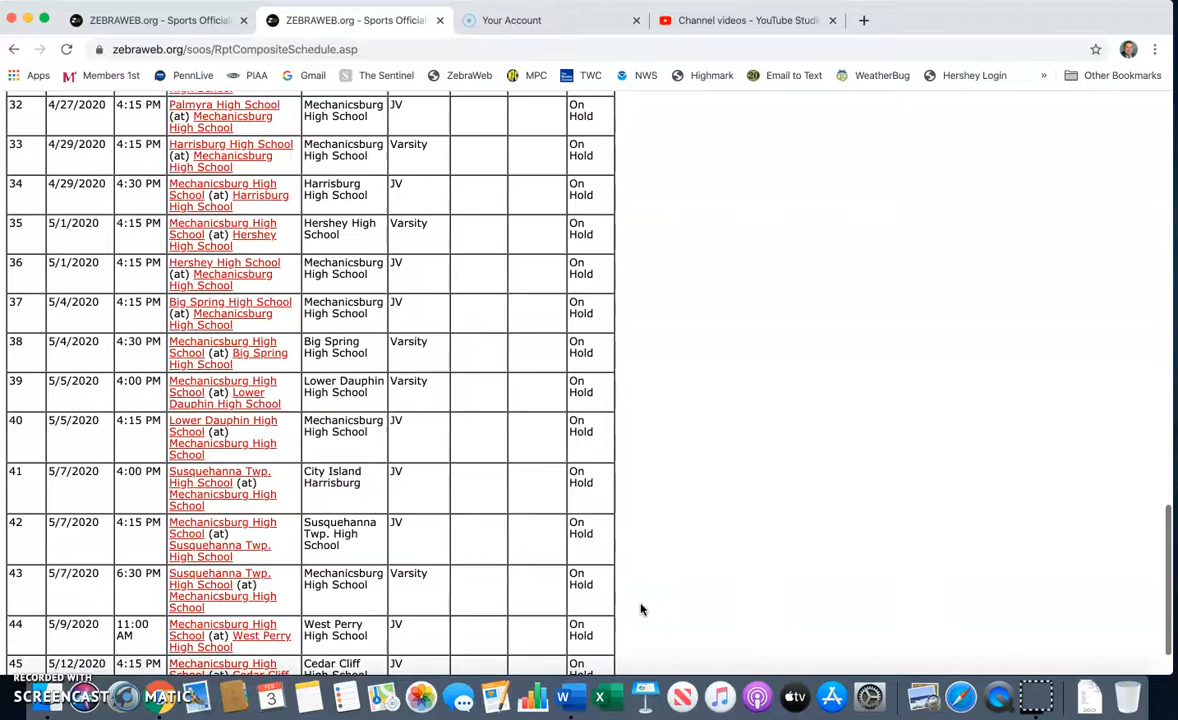 ZEBRAWEB.org - Sports Officia
ZEBRAWEB.org - Sports Official
Your Account
Channel videos - YouTube Studi
zebraweb.org/soos/RptCompositeSchedule.asp
Apps Members 1st PennLive PIAA Gmail The Sentinel ZebraWeb MPC TWC NWS Highmark Email to Text WeatherBug Hershey Login » Other Bookmarks
High School
32 4/27/2020 4:15 PM Palmyra High School (at) Mechanicsburg High School Mechanicsburg High School JV On Hold
33 4/29/2020 4:15 PM Harrisburg High School (at) Mechanicsburg High School Mechanicsburg High School Varsity On Hold
34 4/29/2020 4:30 PM Mechanicsburg High School (at) Harrisburg High School Harrisburg High School JV On Hold
35 5/1/2020 4:15 PM Mechanicsburg High School (at) Hershey High School Hershey High School Varsity On Hold
36 5/1/2020 4:15 PM Hershey High School (at) Mechanicsburg High School Mechanicsburg High School JV On Hold
37 5/4/2020 4:15 PM Big Spring High School (at) Mechanicsburg High School Mechanicsburg High School JV On Hold
38 5/4/2020 4:30 PM Mechanicsburg High School (at) Big Spring High School Big Spring High School Varsity On Hold
39 5/5/2020 4:00 PM Mechanicsburg High School (at) Lower Dauphin High School Lower Dauphin High School Varsity On Hold
40 5/5/2020 4:15 PM Lower Dauphin High School (at) Mechanicsburg High School Mechanicsburg High School JV On Hold
41 5/7/2020 4:00 PM Susquehanna Twp. High School (at) Mechanicsburg High School City Island Harrisburg JV On Hold
42 5/7/2020 4:15 PM Mechanicsburg High School (at) Susquehanna Twp. High School Susquehanna Twp. High School JV On Hold
43 5/7/2020 6:30 PM Susquehanna Twp. High School (at) Mechanicsburg High School Mechanicsburg High School Varsity On Hold
44 5/9/2020 11:00 AM Mechanicsburg High School (at) West Perry High School West Perry High School JV On Hold
45 5/12/2020 4:15 PM Mechanicsburg High School (at) Cedar Cliff Cedar Cliff High School JV On Hold
RECORDED WITH
SCREENCAST MATIC
FEB
3
tv
DOCX